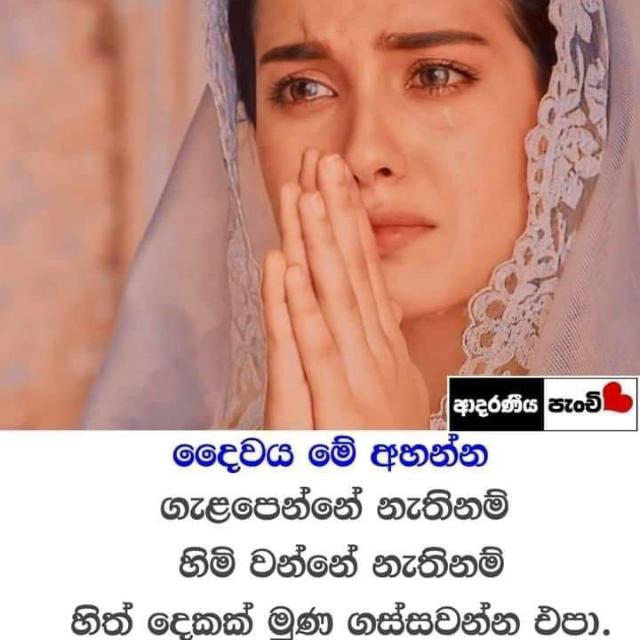 ආදරණීය පැංචි
දෛවය මේ අහන්න
ගැළපෙන්නේ නැතිනම්
හිමි වන්නේ නැතිනම්
හිත් දෙකක් මුණ ගස්සවන්න එපා.